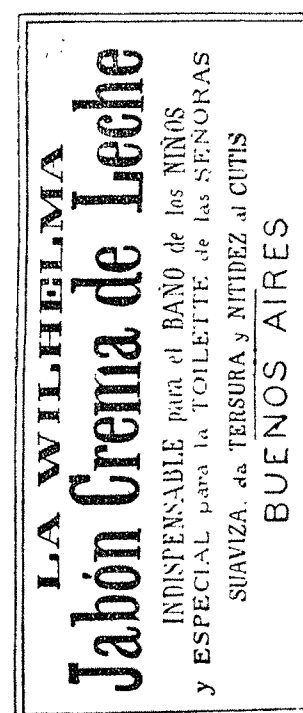 LA WILHELMA
Jabón Crema de Leche
INDISPENSABLE para el BAÑO de los NIÑOS
y ESPECIAL para la TOILETTE de las SEÑORAS
SUAVIZA, da TERSURA y NITIDEZ al CUTIS
BUENOS AIRES